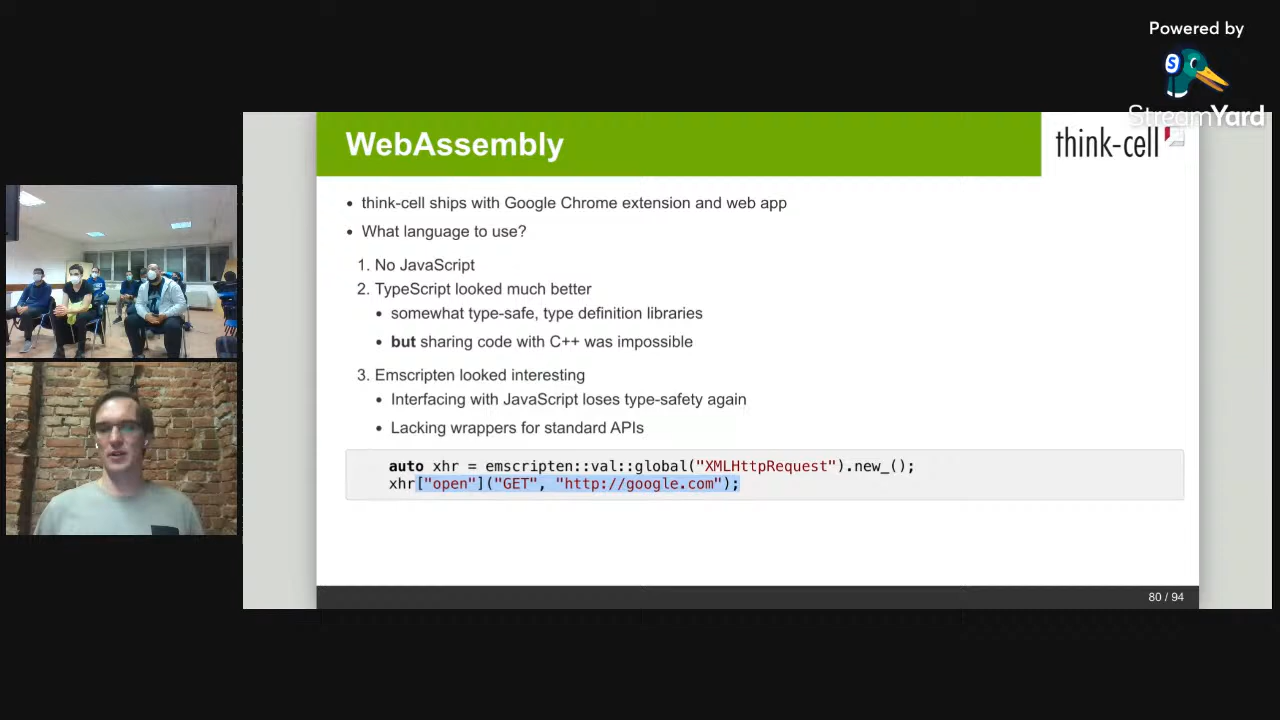 Powered by
StreamYard
WebAssembly
think-cell
• think-cell ships with Google Chrome extension and web app
• What language to use?
1. No JavaScript
2. TypeScript looked much better
• somewhat type-safe, type definition libraries
• but sharing code with C++ was impossible
3. Emscripten looked interesting
• Interfacing with JavaScript loses type-safety again
• Lacking wrappers for standard APIs
auto xhr = emscripten::val::global("XMLHttpRequest").new_();
xhr["open"]("GET", "http://google.com");
80 / 94